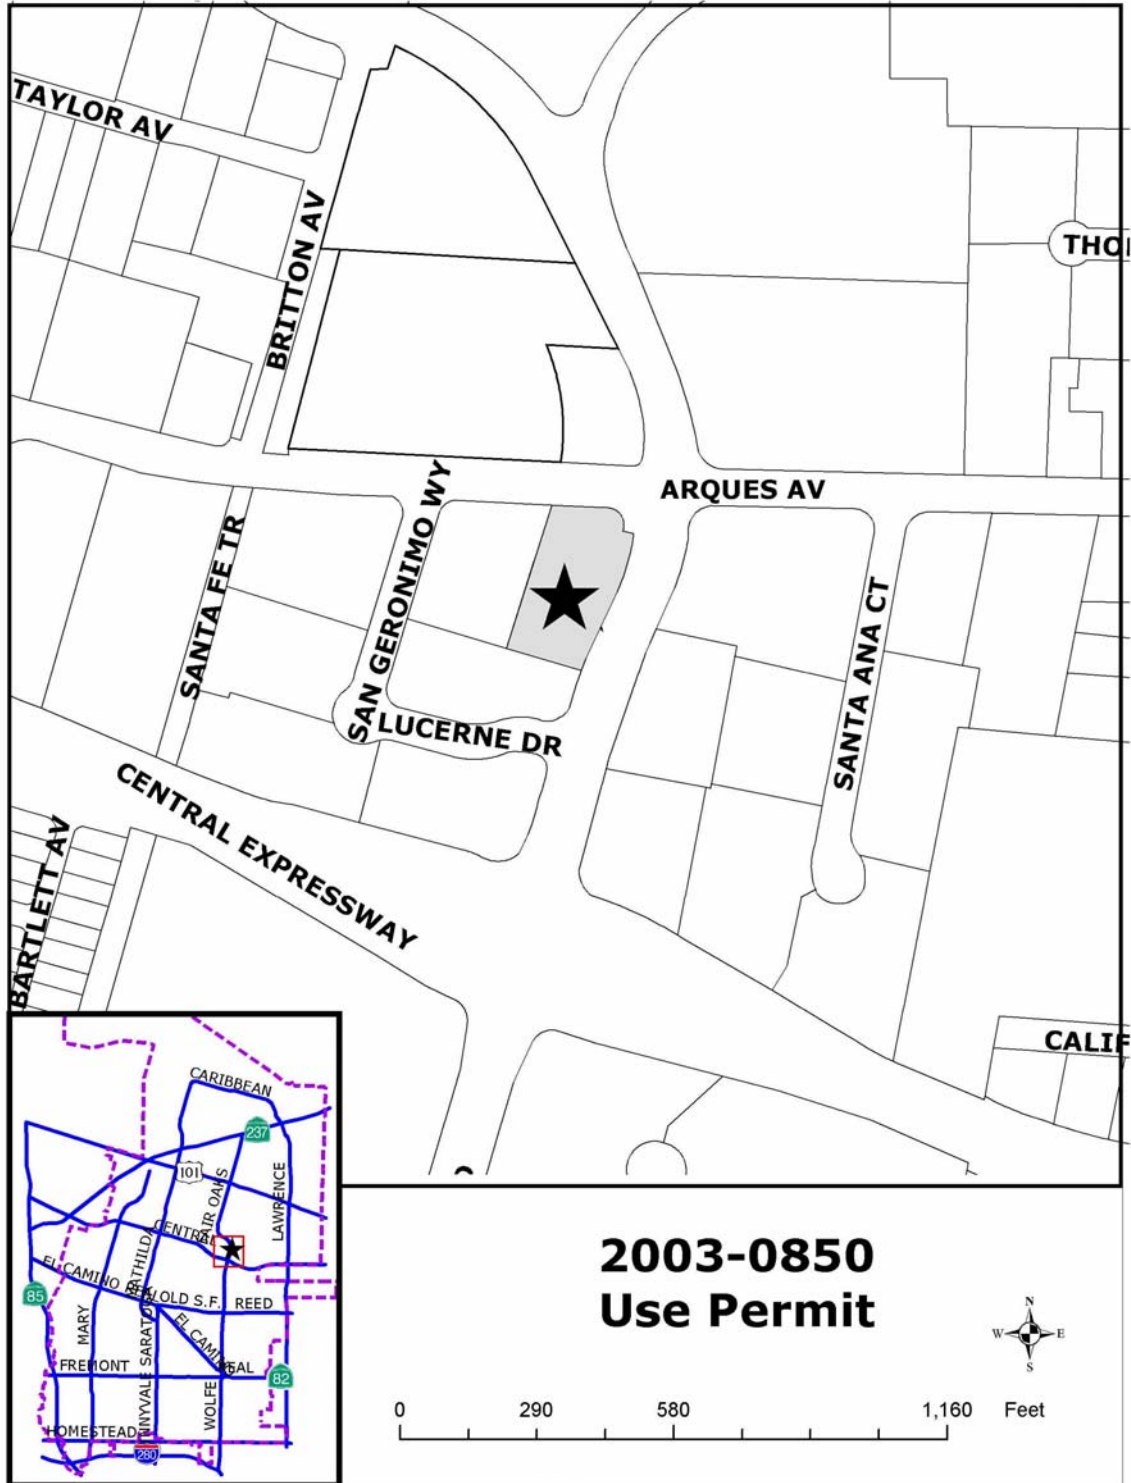 TAYLOR AV
BRITTON AV
ARQUES AV
SAN GERONIMO WY
SANTA FE TR
LUCERNE DR
SANTA ANA CT
CENTRAL EXPRESSWAY
BARTLETT AV
THO
CALIF
CARIBBEAN
237
101
FAIR OAKS
LAWRENCE
CENTRAL
MATHILDA
EL CAMINO REAL
OLD S.F.
REED
85
MARY
SUNNYVALE SARATOGA
EL CAMINO
REAL
FREMONT
82
WOLFE
HOMESTEAD
280
2003-0850
Use Permit
N
W E
S
0 290 580 1,160 Feet